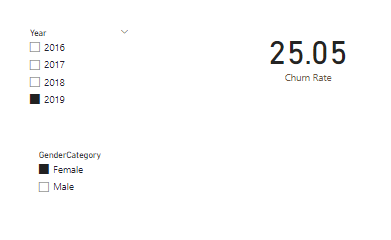 Year
2016
2017
2018
2019
25.05
Churn Rate
GenderCategory
Female
Male